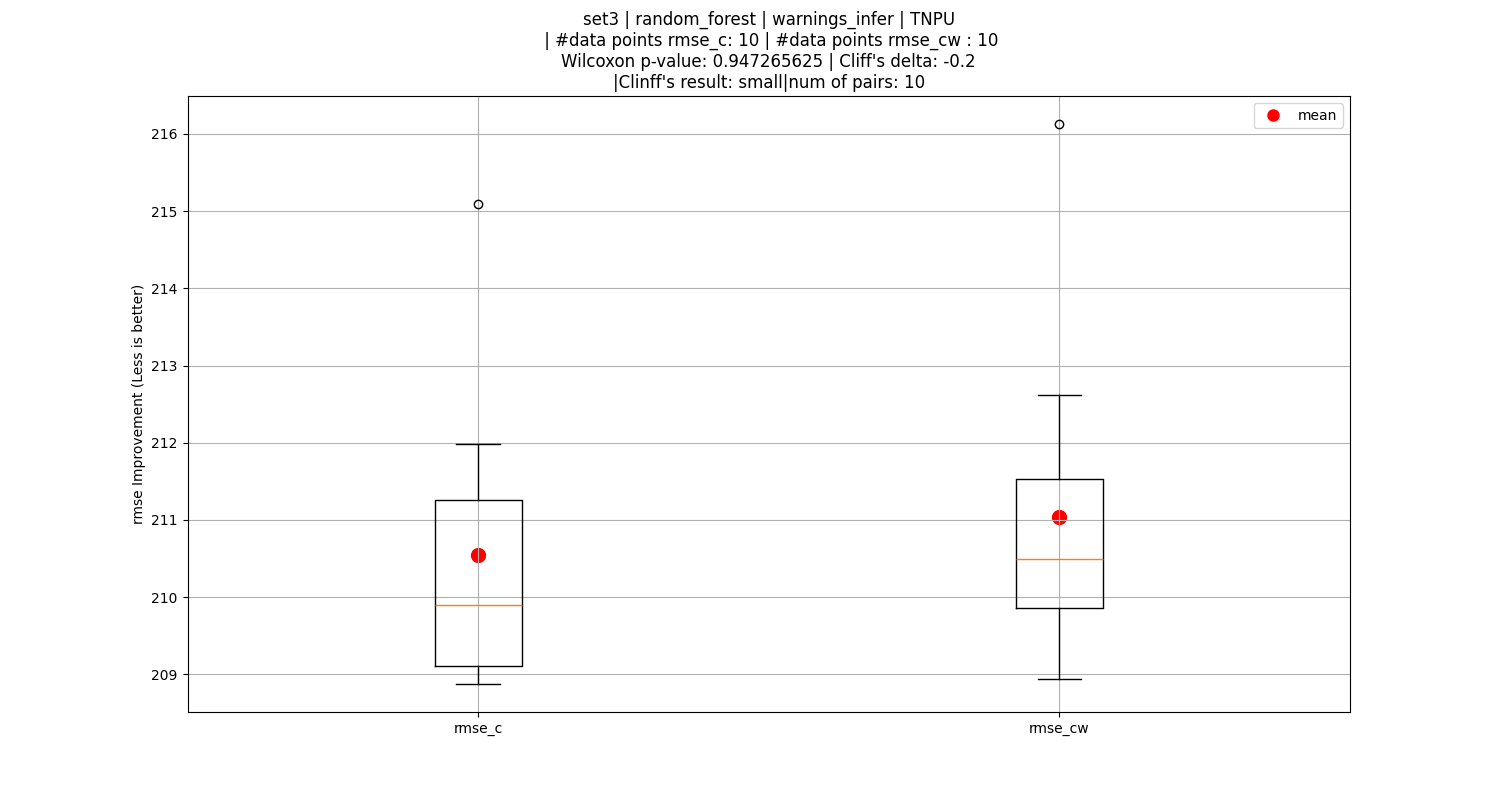 set3 | random_forest | warnings_infer | TNPU
| #data points rmse_c: 10 | #data points rmse_cw : 10
Wilcoxon p-value: 0.947265625 | Cliff's delta: -0.2
|Clinff's result: small|num of pairs: 10
mean
216
215
214
213
212
211
210
209
rmse Improvement (Less is better)
rmse_c
rmse_cw